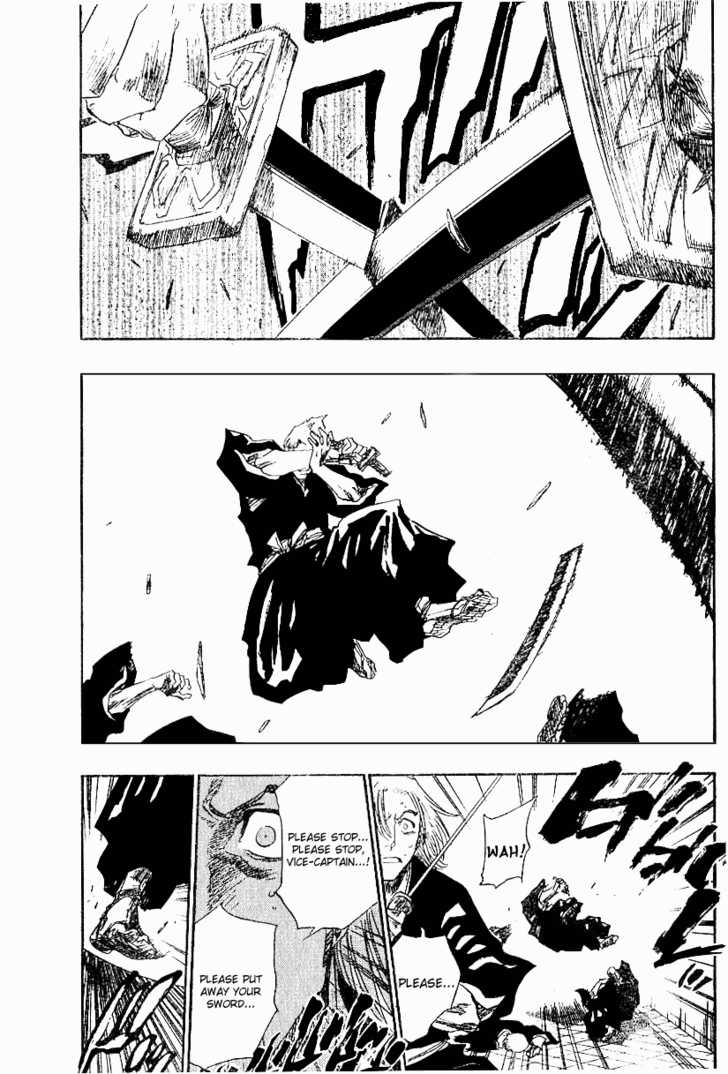 WAH!
PLEASE...
PLEASE STOP...
PLEASE STOP,
VICE-CAPTAIN...!
PLEASE PUT
AWAY YOUR
SWORD...